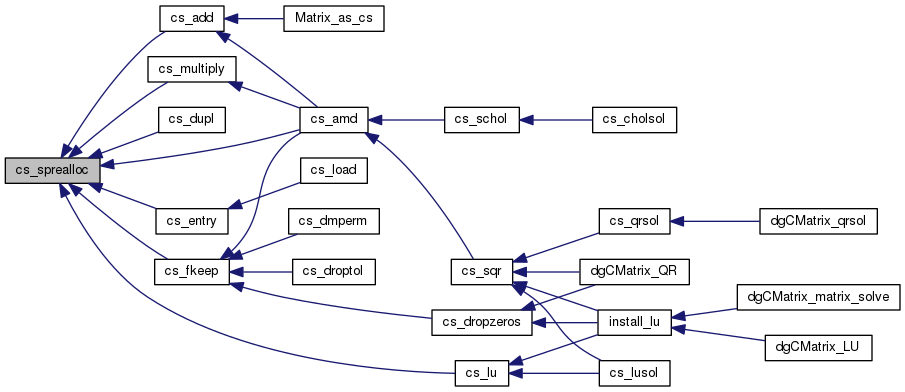 cs_add
Matrix_as_cs
cs_multiply
cs_dupl
cs_amd
cs_schol
cs_cholsol
cs_sprealloc
cs_load
cs_entry
cs_dmperm
cs_qrsol
dgCMatrix_qrsol
cs_fkeep
cs_droptol
cs_sqr
dgCMatrix_QR
dgCMatrix_matrix_solve
cs_dropzeros
install_lu
dgCMatrix_LU
cs_lu
cs_lusol